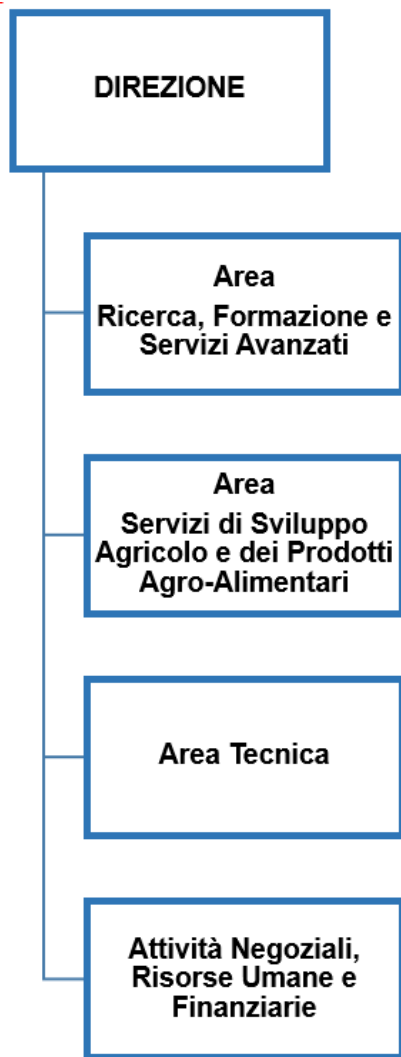 DIREZIONE
Area
Ricerca, Formazione e
Servizi Avanzati
Area
Servizi di Sviluppo
Agricolo e dei Prodotti
Agro-Alimentari
Area Tecnica
Attività Negoziali,
Risorse Umane e
Finanziarie